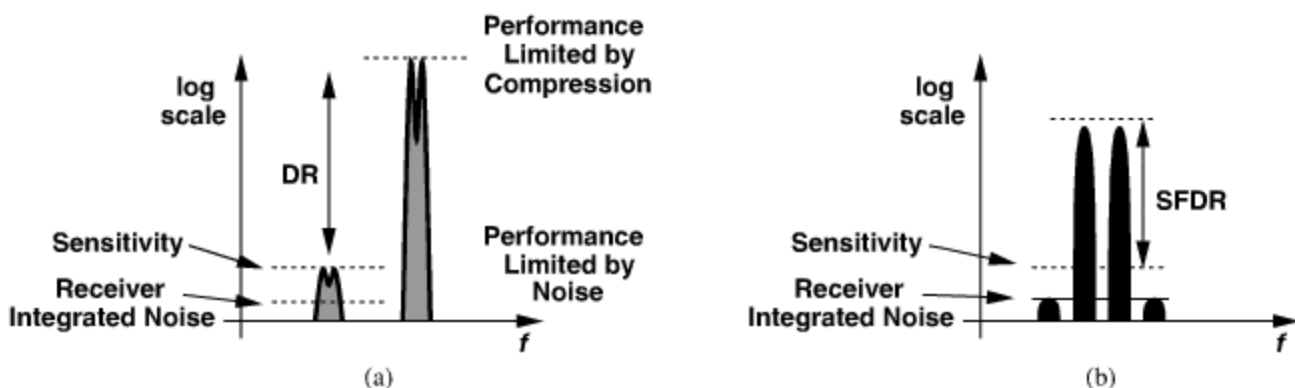 Performance
Limited by
Compression
log
scale
DR
Sensitivity
Receiver
Integrated Noise
Performance
Limited by
Noise
f
(a)
log
scale
SFDR
Sensitivity
Receiver
Integrated Noise
f
(b)